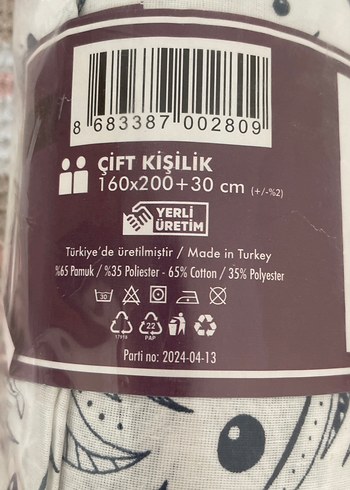 8 683387 002809
ÇİFT KİŞİLİK
160x200+30 cm (+/-%2)
YERLİ
ÜRETİM
Türkiye'de üretilmiştir / Made in Turkey
%65 Pamuk / %35 Poliester - 65% Cotton / 35% Polyester
30
22
PAP
Parti no: 2024-04-13